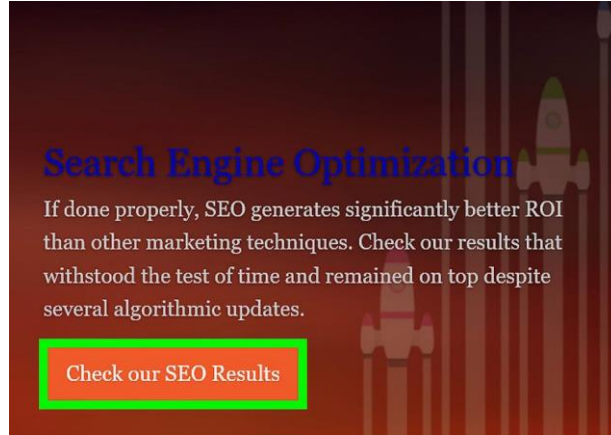 Search Engine Optimization
If done properly, SEO generates significantly better ROI
than other marketing techniques. Check our results that
withstood the test of time and remained on top despite
several algorithmic updates.
Check our SEO Results